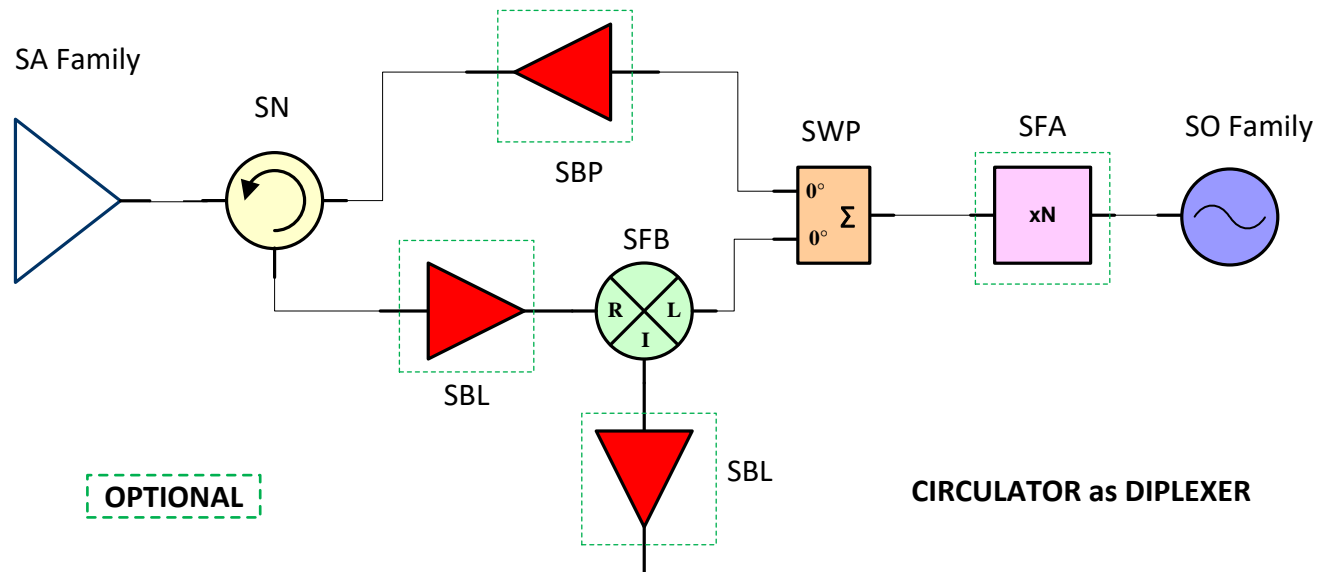 SA Family
SN
SBP
SWP
SFA
SO Family
0°
0°
Σ
xN
SFB
R
L
I
SBL
SBL
OPTIONAL
CIRCULATOR as DIPLEXER